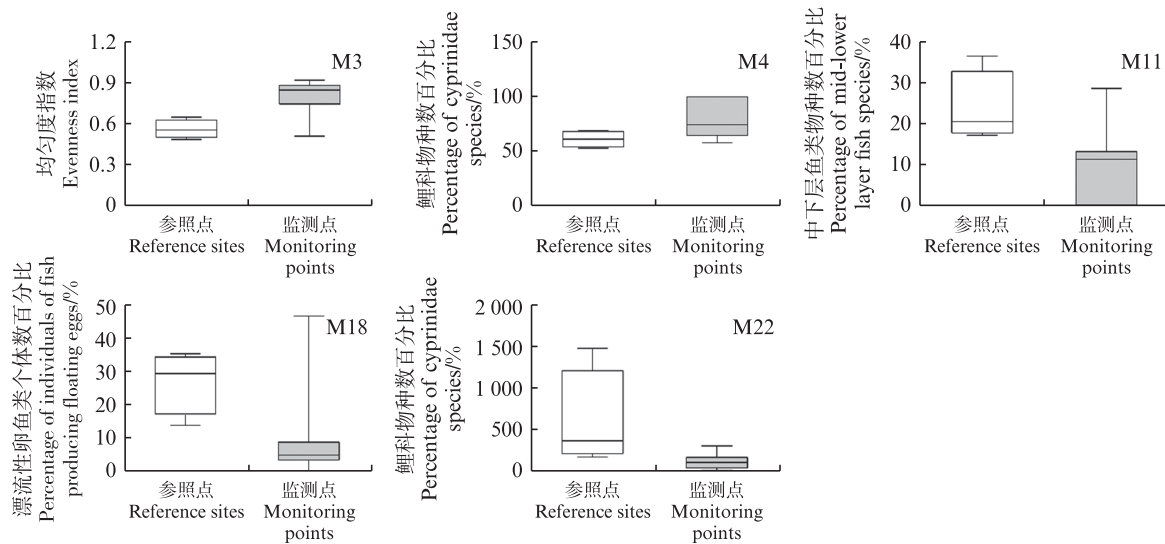 均匀度指数
Evenness index
1.2
0.9
0.6
0.3
0
M3
参照点
Reference sites
监测点
Monitoring
points
鲤科物种数百分比
Percentage of cyprinidae
species/%
150
100
50
0
M4
参照点
Reference sites
监测点
Monitoring
points
中下层鱼类物种数百分比
Percentage of mid-lower
layer fish species/%
40
30
20
10
0
M11
参照点
Reference sites
监测点
Monitoring
points
漂流性卵鱼类个体数百分比
Percentage of individuals of fish
producing floating eggs/%
50
40
30
20
10
0
M18
参照点
Reference sites
监测点
Monitoring
points
鲤科物种数百分比
Percentage of cyprinidae
species/%
2 000
1 500
1 000
500
0
M22
参照点
Reference sites
监测点
Monitoring
points